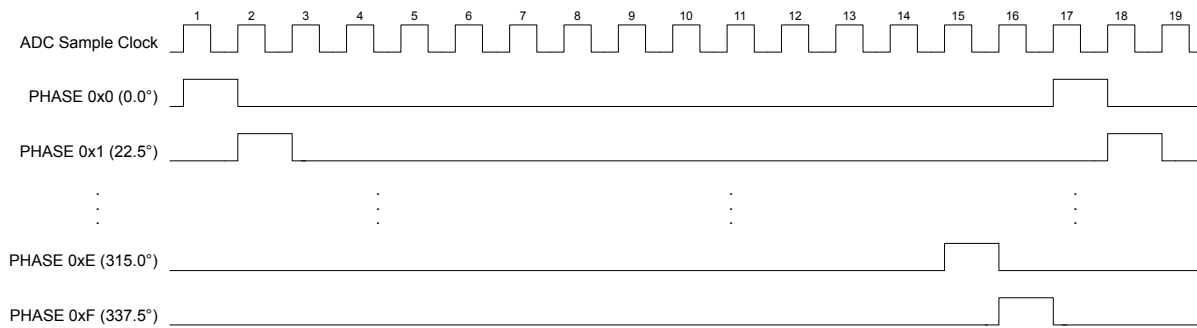 1 2 3 4 5 6 7 8 9 10 11 12 13 14 15 16 17 18 19
ADC Sample Clock
PHASE 0x0 (0.0°)
PHASE 0x1 (22.5°)
PHASE 0xE (315.0°)
PHASE 0xF (337.5°)